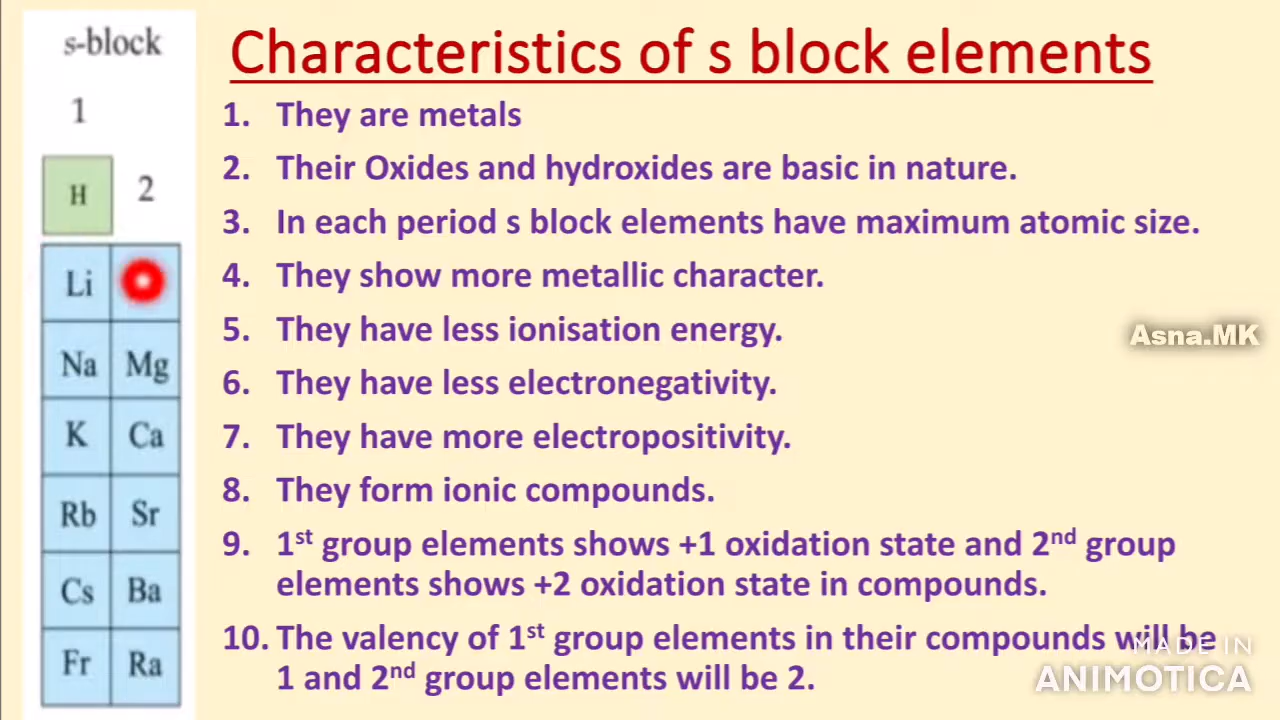 s-block
1
H
2
Li
Na Mg
K Ca
Rb Sr
Cs Ba
Fr Ra
Characteristics of s block elements
1. They are metals
2. Their Oxides and hydroxides are basic in nature.
3. In each period s block elements have maximum atomic size.
4. They show more metallic character.
5. They have less ionisation energy.
6. They have less electronegativity.
7. They have more electropositivity.
8. They form ionic compounds.
9. 1st group elements shows +1 oxidation state and 2nd group
elements shows +2 oxidation state in compounds.
10. The valency of 1st group elements in their compounds will be
1 and 2nd group elements will be 2.
Asna.MK
MADE IN
ANIMOTICA